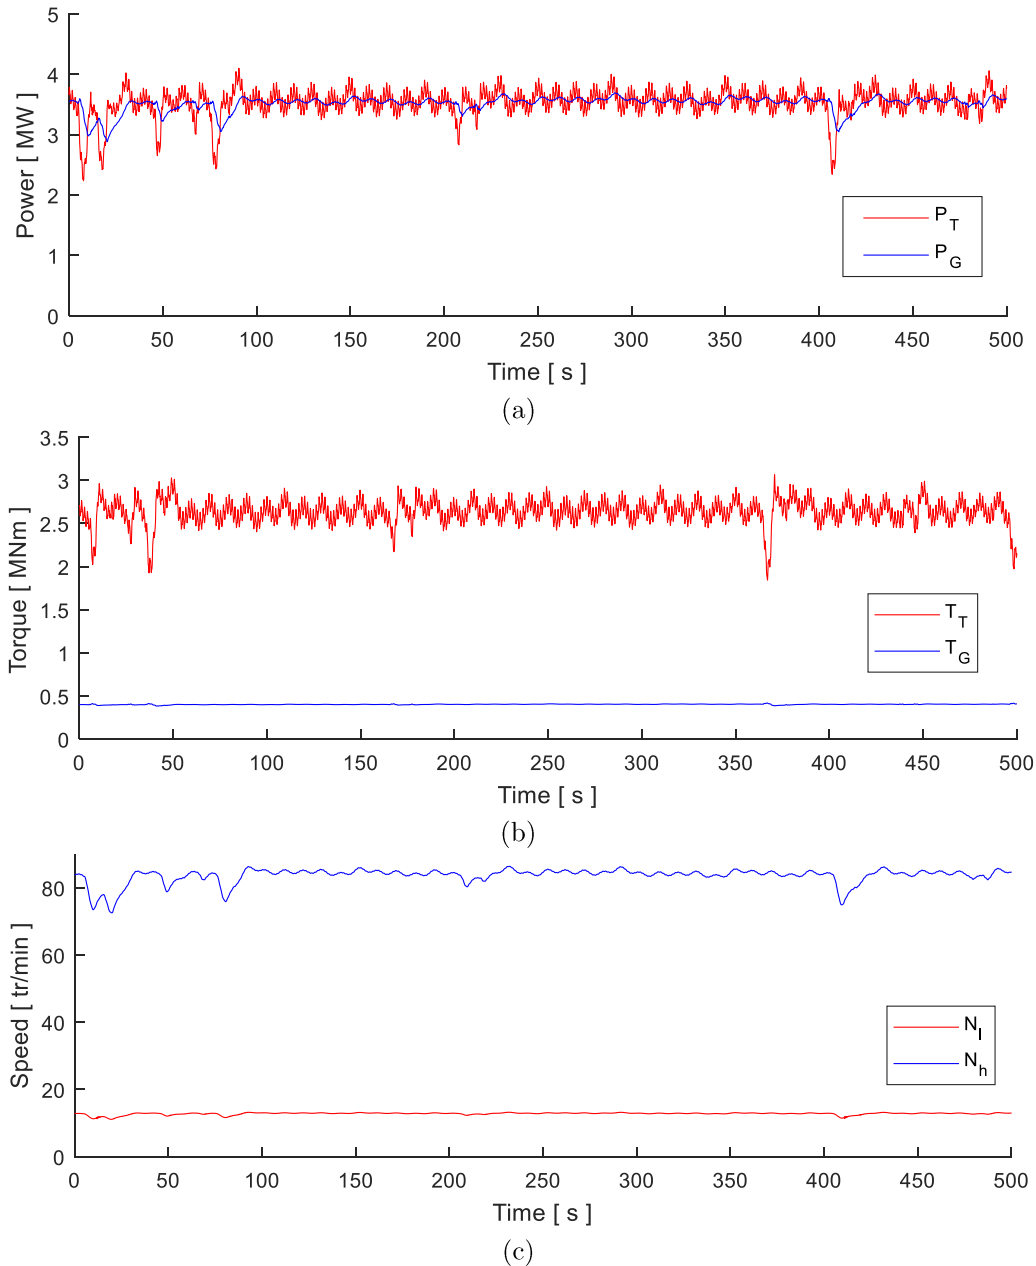 5
4
3
2
1
0
Power [ MW ]
P_T
P_G
0 50 100 150 200 250 300 350 400 450 500
Time [ s ]
(a)
3.5
3
2.5
2
1.5
1
0.5
0
Torque [ MNm ]
T_T
T_G
0 50 100 150 200 250 300 350 400 450 500
Time [ s ]
(b)
80
60
40
20
0
Speed [ tr/min ]
N_l
N_h
0 50 100 150 200 250 300 350 400 450 500
Time [ s ]
(c)